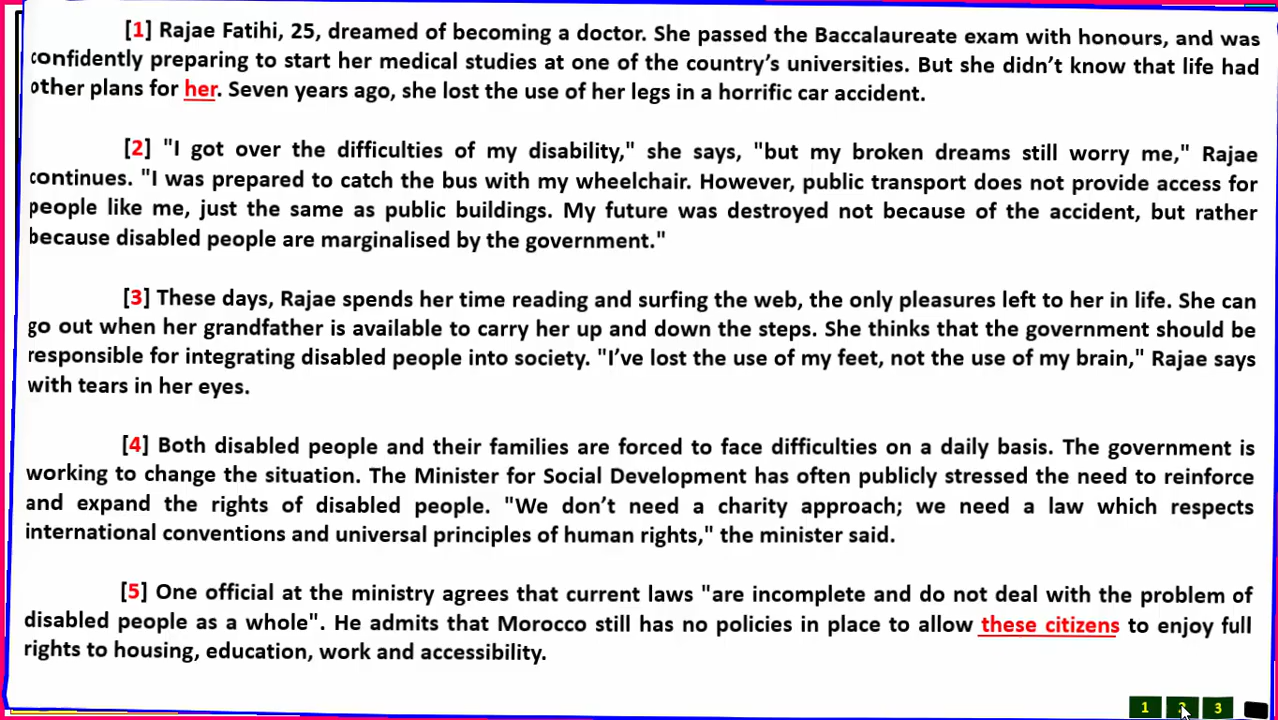 [1] Rajae Fatihi, 25, dreamed of becoming a doctor. She passed the Baccalaureate exam with honours, and was
confidently preparing to start her medical studies at one of the country's universities. But she didn't know that life had
other plans for her. Seven years ago, she lost the use of her legs in a horrific car accident.
[2] "I got over the difficulties of my disability," she says, "but my broken dreams still worry me," Rajae
continues. "I was prepared to catch the bus with my wheelchair. However, public transport does not provide access for
people like me, just the same as public buildings. My future was destroyed not because of the accident, but rather
because disabled people are marginalised by the government."
[3] These days, Rajae spends her time reading and surfing the web, the only pleasures left to her in life. She can
go out when her grandfather is available to carry her up and down the steps. She thinks that the government should be
responsible for integrating disabled people into society. "I've lost the use of my feet, not the use of my brain," Rajae says
with tears in her eyes.
[4] Both disabled people and their families are forced to face difficulties on a daily basis. The government is
working to change the situation. The Minister for Social Development has often publicly stressed the need to reinforce
and expand the rights of disabled people. "We don't need a charity approach; we need a law which respects
international conventions and universal principles of human rights," the minister said.
[5] One official at the ministry agrees that current laws "are incomplete and do not deal with the problem of
disabled people as a whole". He admits that Morocco still has no policies in place to allow these citizens to enjoy full
rights to housing, education, work and accessibility.
1 2 3